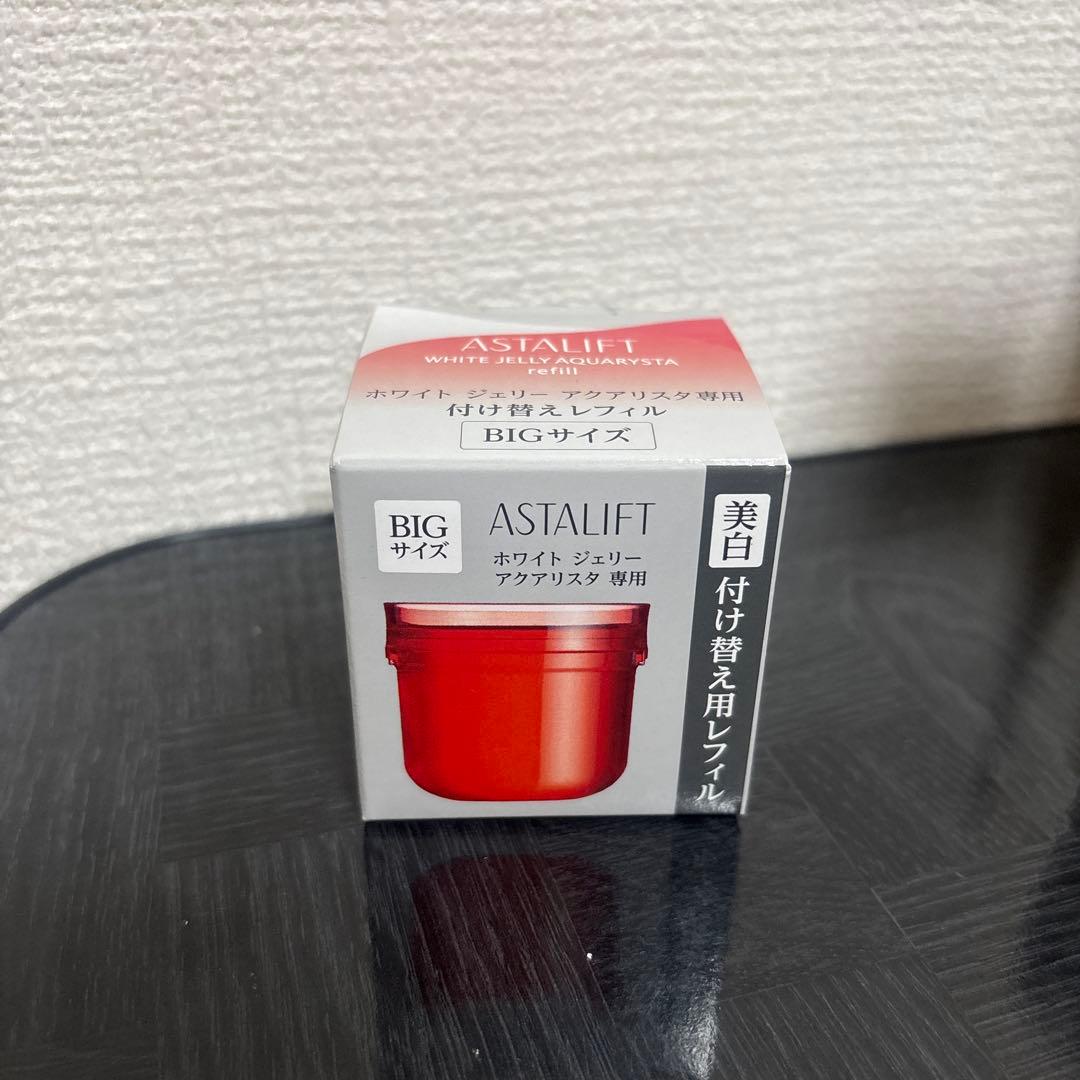 ASTALIFT
WHITE JELLY AQUARYSTA
refill
ホワイト ジェリー アクアリスタ専用
付け替えレフィル
BIGサイズ
BIG
サイズ
ASTALIFT
ホワイト ジェリー
アクアリスタ 専用
美白
付け替え用レフィル